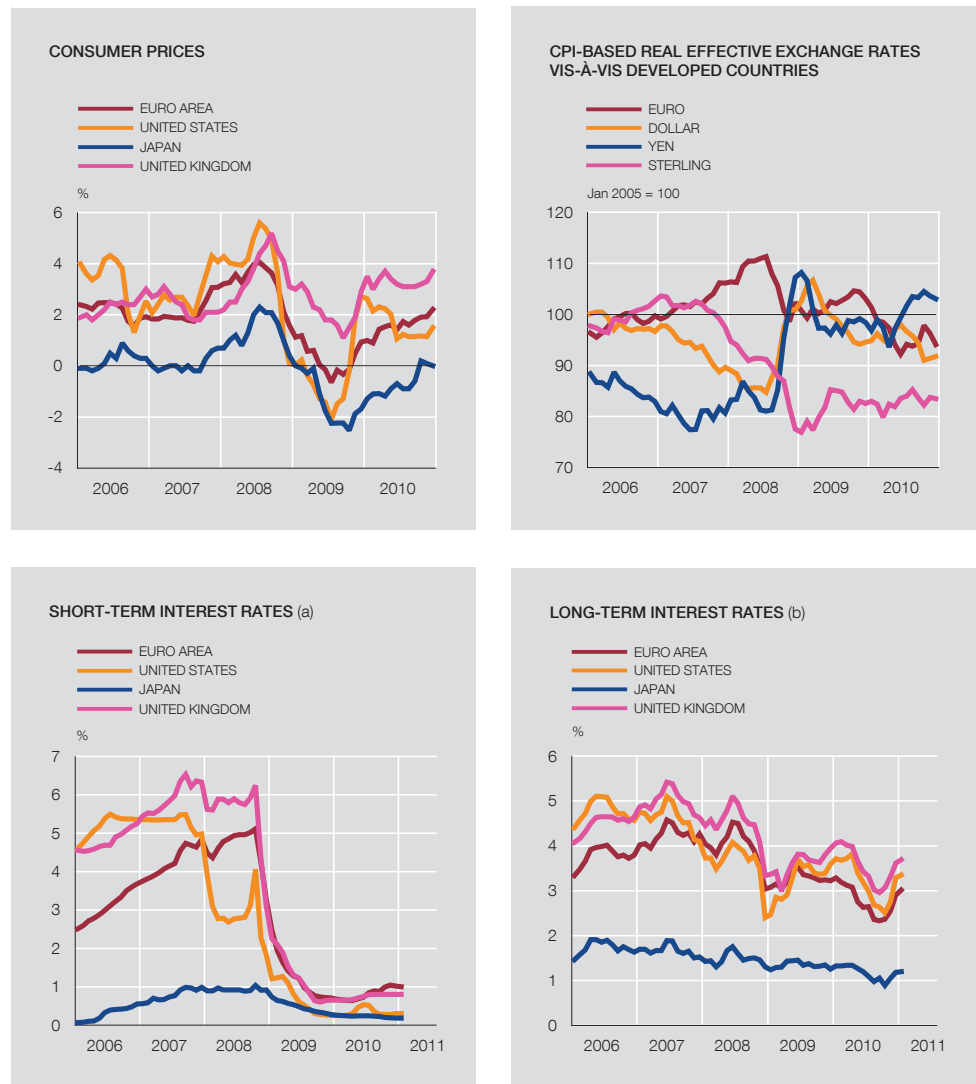 CONSUMER PRICES
EURO AREA
UNITED STATES
JAPAN
UNITED KINGDOM
%
6
4
2
0
-2
-4
2006 2007 2008 2009 2010
CPI-BASED REAL EFFECTIVE EXCHANGE RATES
VIS-À-VIS DEVELOPED COUNTRIES
EURO
DOLLAR
YEN
STERLING
Jan 2005 = 100
120
110
100
90
80
70
2006 2007 2008 2009 2010
SHORT-TERM INTEREST RATES (a)
EURO AREA
UNITED STATES
JAPAN
UNITED KINGDOM
%
7
6
5
4
3
2
1
0
2006 2007 2008 2009 2010 2011
LONG-TERM INTEREST RATES (b)
EURO AREA
UNITED STATES
JAPAN
UNITED KINGDOM
%
6
5
4
3
2
1
0
2006 2007 2008 2009 2010 2011